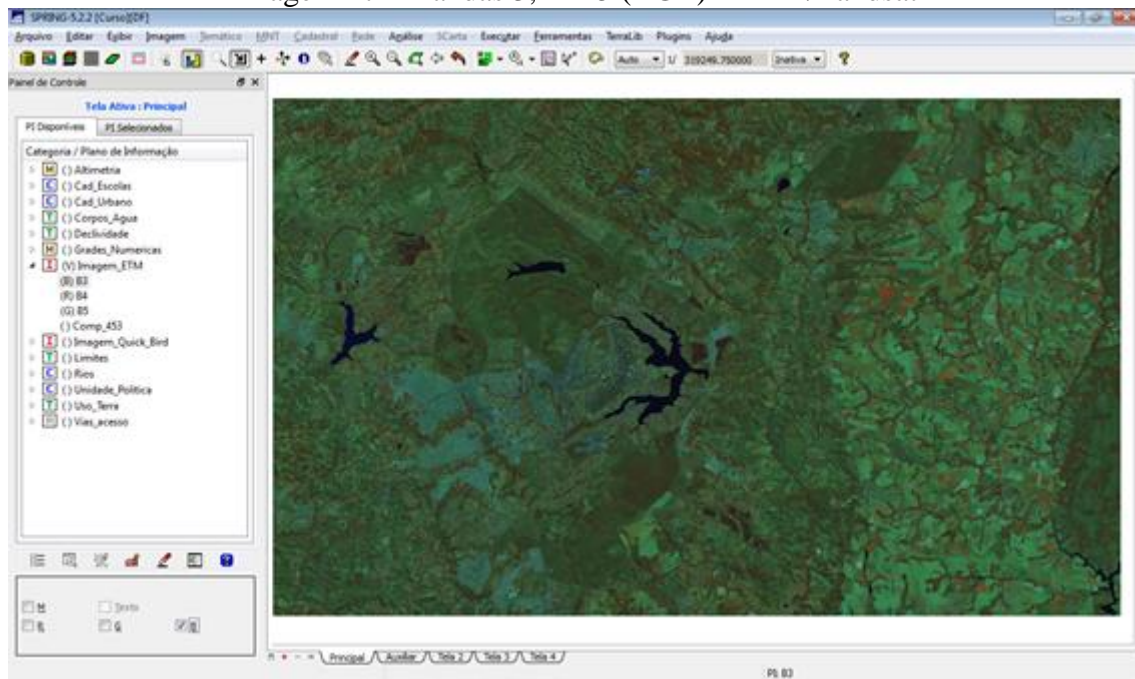 SPRING-5.2.2 [Curso][DF]
Arquivo Editar Exibir Imagem Temático MNT Cadastral Rede Análise SCarta Executar Ferramentas TerraLib Plugins Ajuda
Auto 1/ 319249.750000 Inativa
Painel de Controle
Tela Ativa : Principal
PI Disponíveis PI Selecionados
Categoria / Plano de Informação
M () Altimetria
C () Cad_Escolas
C () Cad_Urbano
T () Corpos_Agua
T () Declividade
M () Grades_Numericas
I (V) Imagem_ETM
(B) B3
(R) B4
(G) B5
() Comp_453
I () Imagem_Quick_Bird
T () Limites
C () Rios
C () Unidade_Politica
T () Uso_Terra
() Vias_acesso
M Texto
R G B
Principal Auxiliar Tela 2 Tela 3 Tela 4
PI: B3